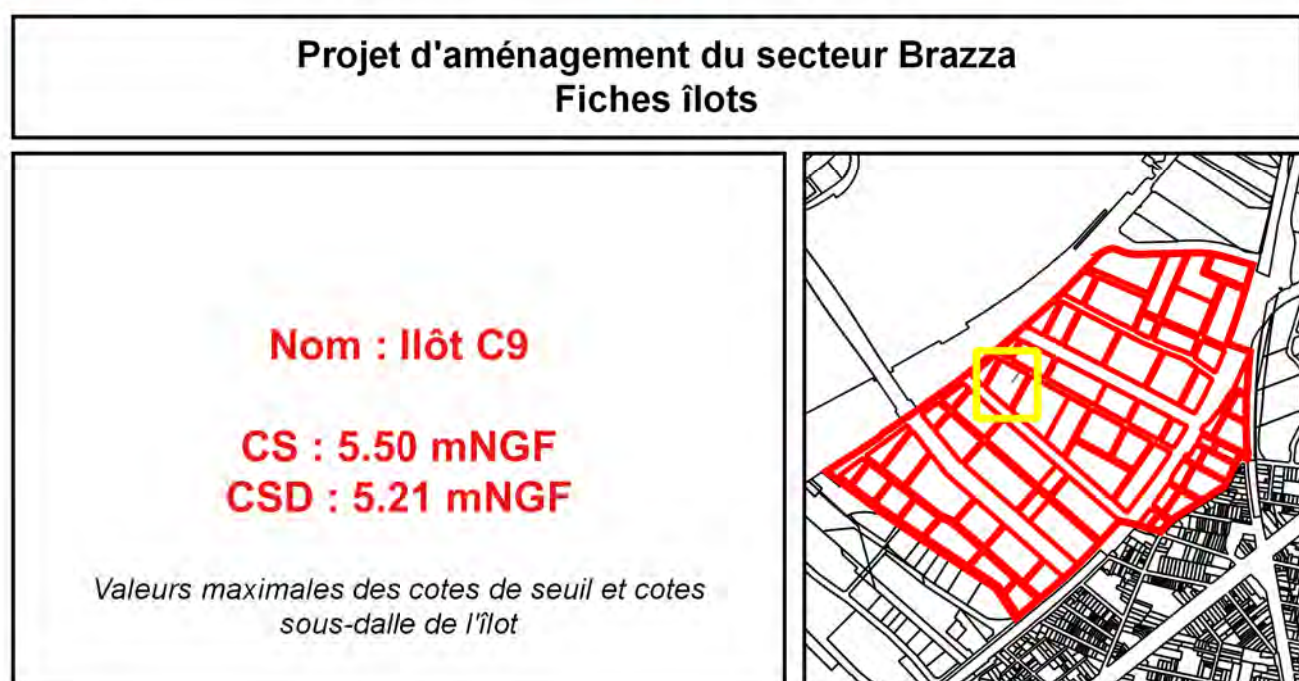 Projet d'aménagement du secteur Brazza
Fiches îlots
Nom : Ilôt C9
CS : 5.50 mNGF
CSD : 5.21 mNGF
Valeurs maximales des cotes de seuil et cotes
sous-dalle de l'îlot